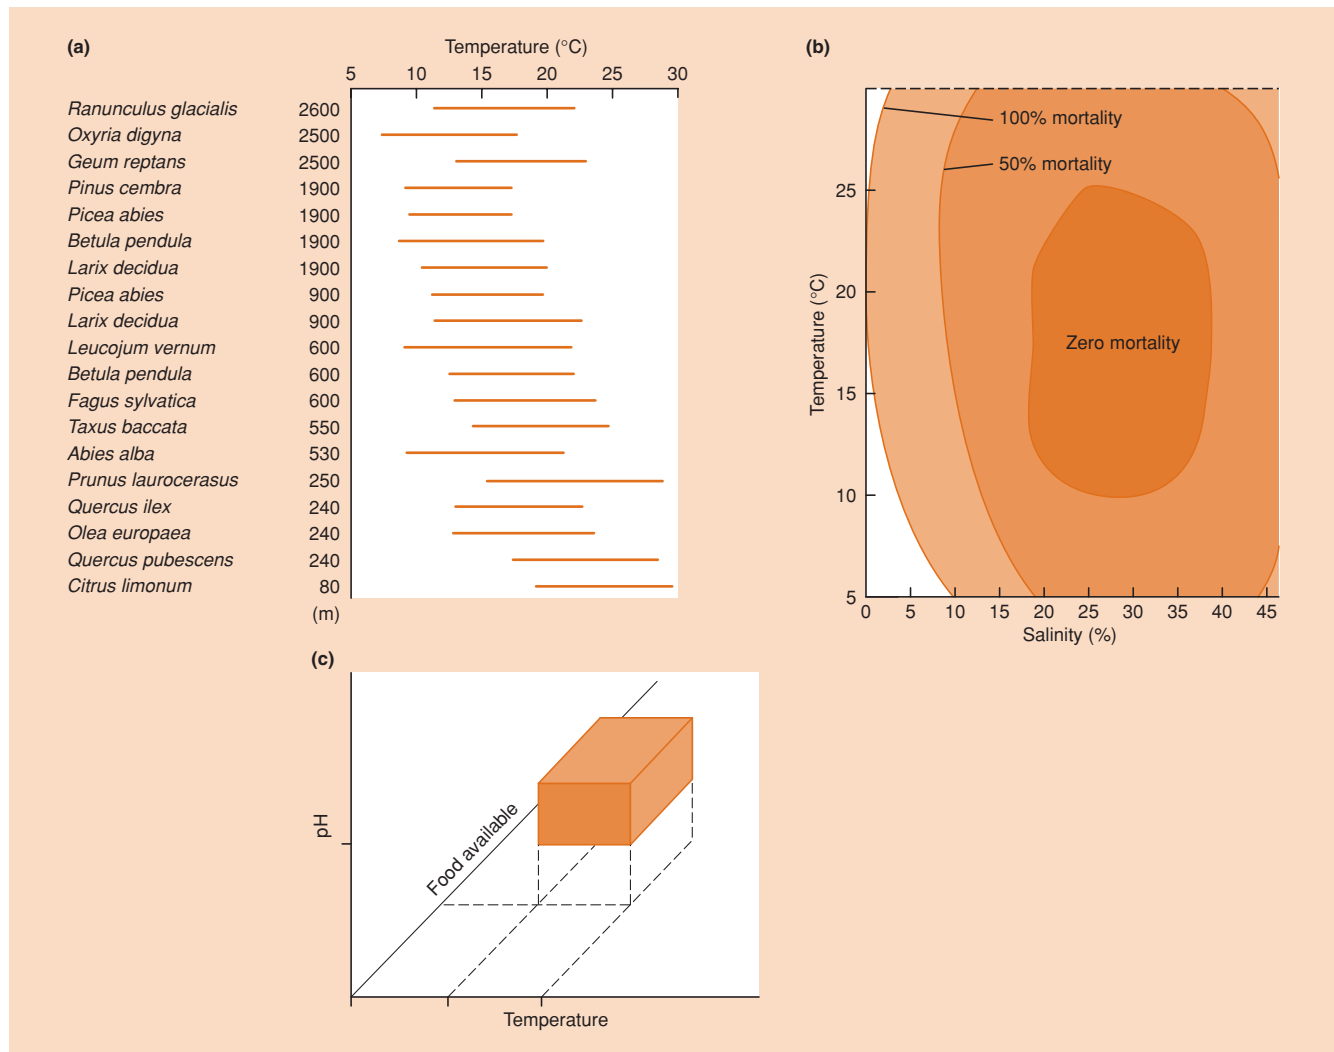 (a)
Temperature (°C)
5 10 15 20 25 30
Ranunculus glacialis 2600
Oxyria digyna 2500
Geum reptans 2500
Pinus cembra 1900
Picea abies 1900
Betula pendula 1900
Larix decidua 1900
Picea abies 900
Larix decidua 900
Leucojum vernum 600
Betula pendula 600
Fagus sylvatica 600
Taxus baccata 550
Abies alba 530
Prunus laurocerasus 250
Quercus ilex 240
Olea europaea 240
Quercus pubescens 240
Citrus limonum 80
(m)
(b)
100% mortality
50% mortality
Zero mortality
Temperature (°C)
25
20
15
10
5
0 5 10 15 20 25 30 35 40 45
Salinity (%)
(c)
pH
Food available
Temperature